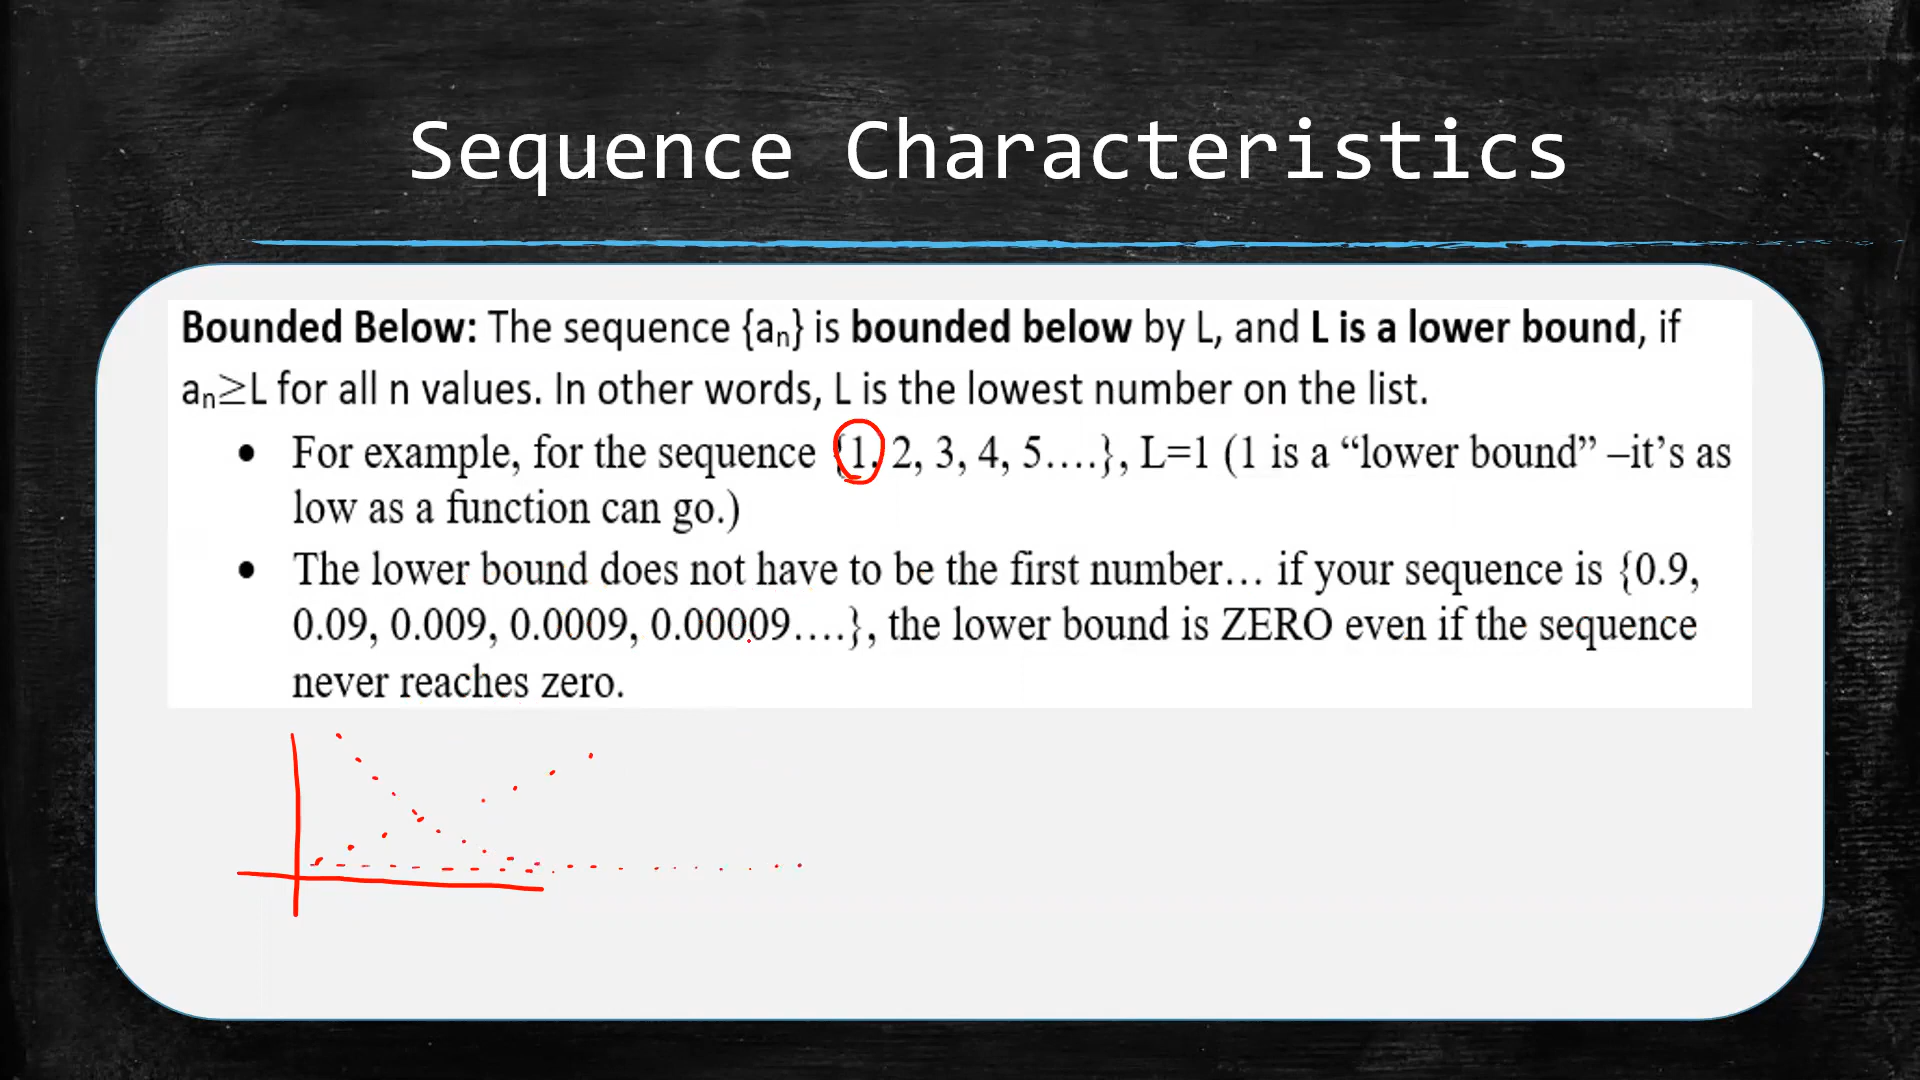 Sequence Characteristics
Bounded Below: The sequence {aₙ} is bounded below by L, and L is a lower bound, if
aₙ≥L for all n values. In other words, L is the lowest number on the list.
• For example, for the sequence {1. 2, 3, 4, 5….}, L=1 (1 is a “lower bound” –it’s as
low as a function can go.)
• The lower bound does not have to be the first number… if your sequence is {0.9,
0.09, 0.009, 0.0009, 0.00009….}, the lower bound is ZERO even if the sequence
never reaches zero.